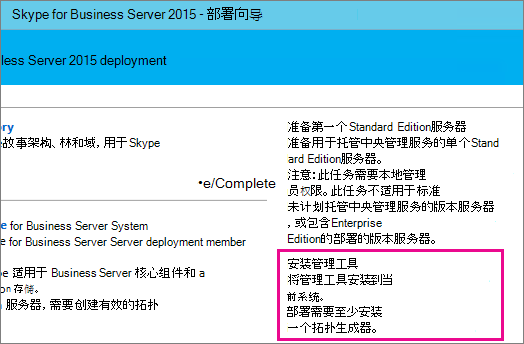 Skype for Business Server 2015 - 部署向导
less Server 2015 deployment
ry
故事架构、林和域，用于 Skype
•e/Complete
e for Business Server System
e for Business Server Server deployment member
pe 适用于 Business Server 核心组件和 a
on 存储。
服务器，需要创建有效的拓扑
准备第一个 Standard Edition服务器
准备用于托管中央管理服务的单个Stand
ard Edition服务器。
注意：此任务需要本地管理
员权限。此任务不适用于标准
未计划托管中央管理服务的版本服务器
，或包含Enterprise
Edition的部署的版本服务器。
安装管理工具
将管理工具安装到当
前系统。
部署需要至少安装
一个拓扑生成器。